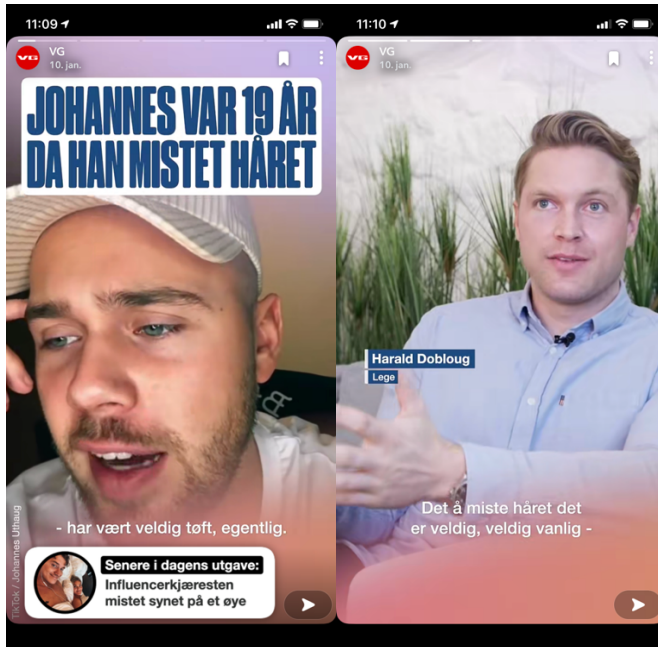 11:09
VG
10. jan.
JOHANNES VAR 19 ÅR
DA HAN MISTET HÅRET
- har vært veldig tøft, egentlig.
TikTok / Johannes Uthaug
Senere i dagens utgave:
Influencerkjæresten
mistet synet på et øye
11:10
VG
10. jan.
Harald Dobloug
Lege
Det å miste håret det
er veldig, veldig vanlig -